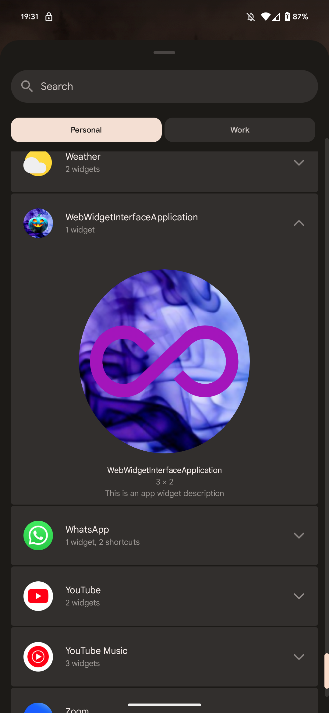 19:31
87%
Search
Personal
Work
Weather
2 widgets
WebWidgetInterfaceApplication
1 widget
WebWidgetInterfaceApplication
3 × 2
This is an app widget description
WhatsApp
1 widget, 2 shortcuts
YouTube
2 widgets
YouTube Music
3 widgets
Zoom